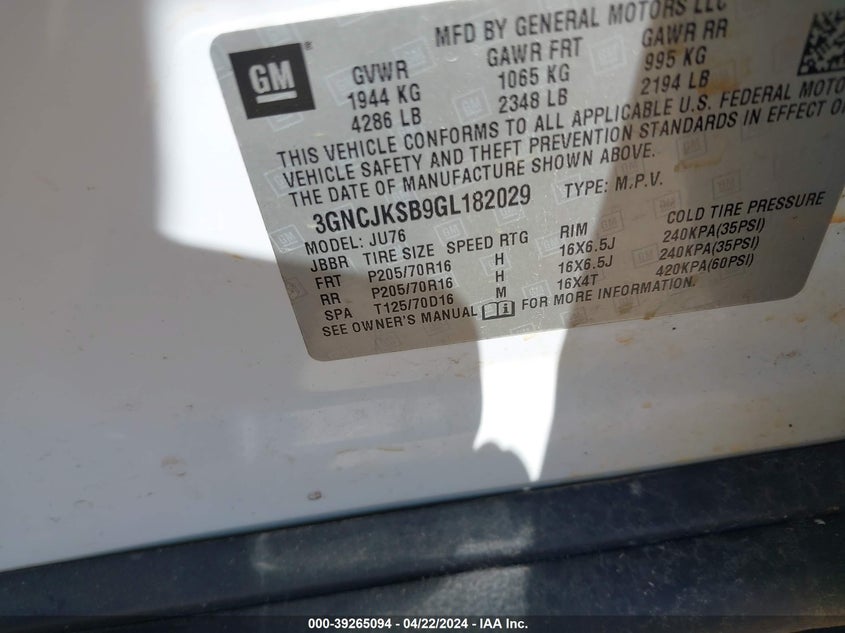 MFD BY GENERAL MOTORS LLC
GM
GVWR GAWR FRT GAWR RR
1944 KG 1065 KG 995 KG
4286 LB 2348 LB 2194 LB
THIS VEHICLE CONFORMS TO ALL APPLICABLE U.S. FEDERAL MOTO
VEHICLE SAFETY AND THEFT PREVENTION STANDARDS IN EFFECT O
THE DATE OF MANUFACTURE SHOWN ABOVE.
3GNCJKSB9GL182029 TYPE: M.P.V.
MODEL: JU76
JBBR TIRE SIZE SPEED RTG RIM COLD TIRE PRESSURE
FRT P205/70R16 H 16X6.5J 240KPA(35PSI)
RR P205/70R16 H 16X6.5J 240KPA(35PSI)
SPA T125/70D16 M 16X4T 420KPA(60PSI)
SEE OWNER'S MANUAL FOR MORE INFORMATION.
000-39265094 - 04/22/2024 - IAA Inc.